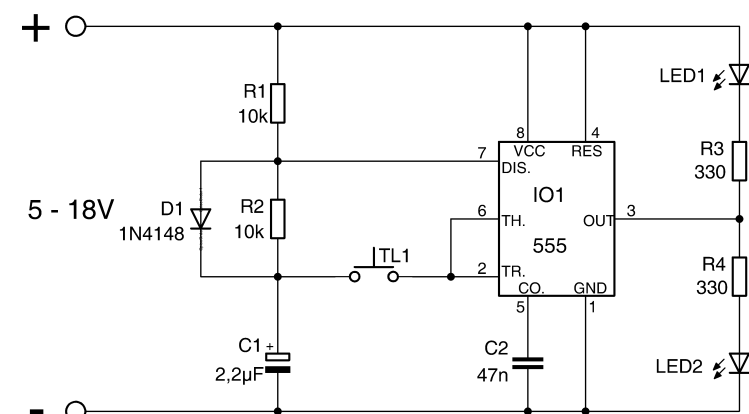 +
R1
10k
LED1
8
4
VCC
RES
7
DIS.
R3
330
5 - 18V
D1
1N4148
R2
10k
IO1
6
TH.
OUT
3
555
TL1
2
TR.
R4
330
CO.
GND
5
1
C1
+
2,2µF
C2
47n
LED2
-